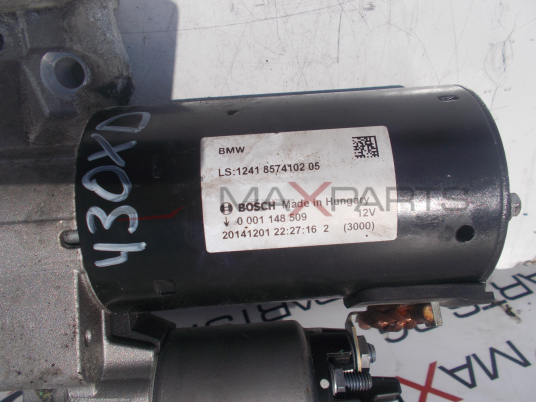 BMW
LS:1241 8574102 05
MAXPARTS
BOSCH Made in Hungary
0 001 148 509 12V
20141201 22:27:16 2 (3000)
430XD